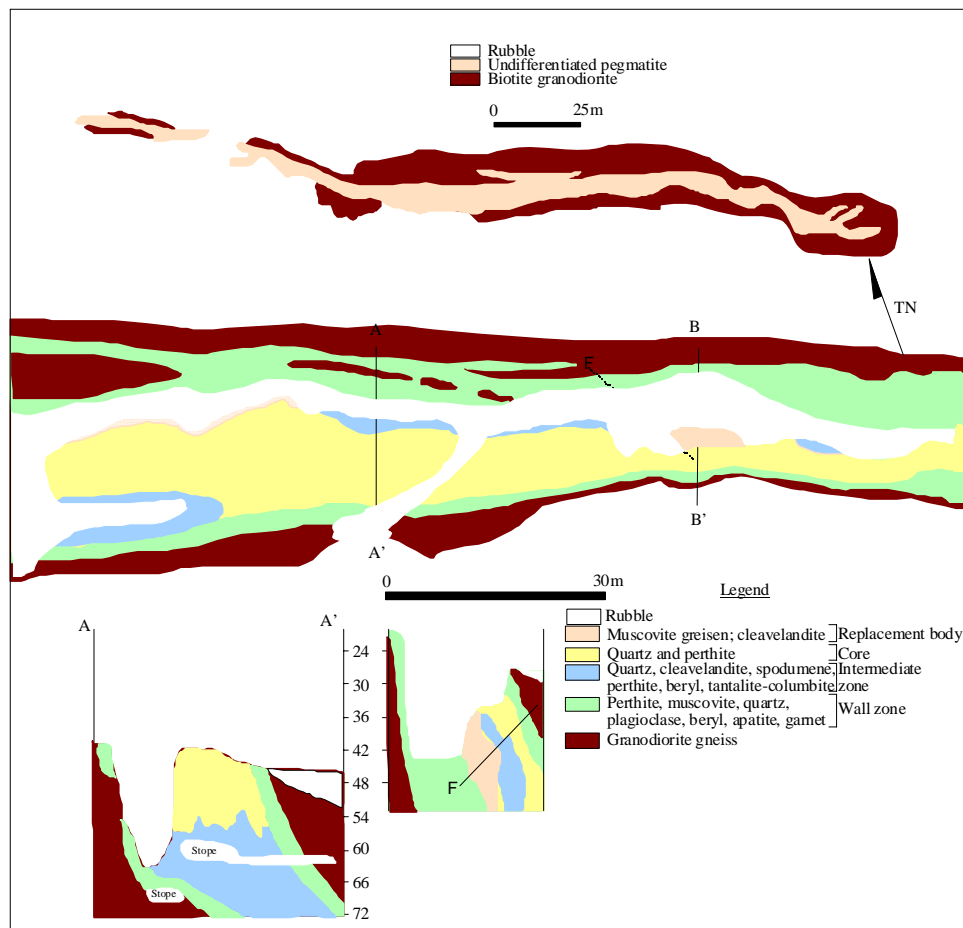 Rubble
Undifferentiated pegmatite
Biotite granodiorite
0 25m
TN
A
B
F
A'
B'
0 30m
Legend
Rubble
Muscovite greisen; cleavelandite Replacement body
Quartz and perthite Core
Quartz, cleavelandite, spodumene, Intermediate
perthite, beryl, tantalite-columbite zone
Perthite, muscovite, quartz,
plagioclase, beryl, apatite, garnet Wall zone
Granodiorite gneiss
A A'
24
30
36
42
48
54
60
66
72
Stope
Stope
F